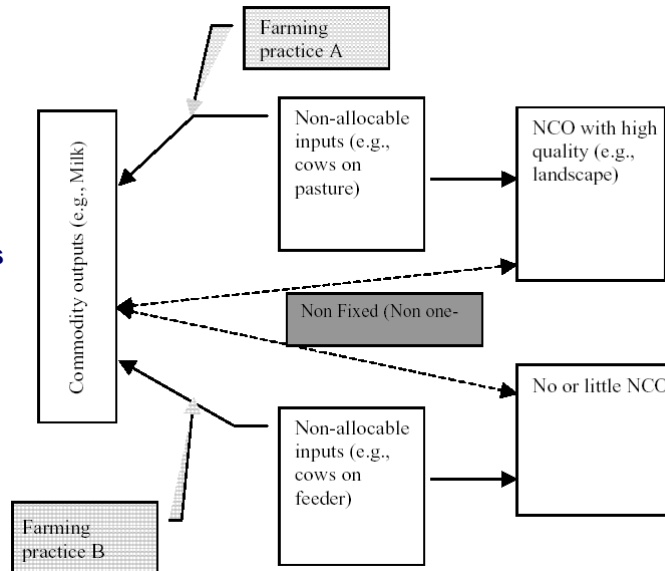 Farming
practice A
Non-allocable
inputs (e.g.,
cows on
pasture)
NCO with high
quality (e.g.,
landscape)
Commodity outputs (e.g., Milk)
s
Non Fixed (Non one-
No or little NCO
Non-allocable
inputs (e.g.,
cows on
feeder)
Farming
practice B